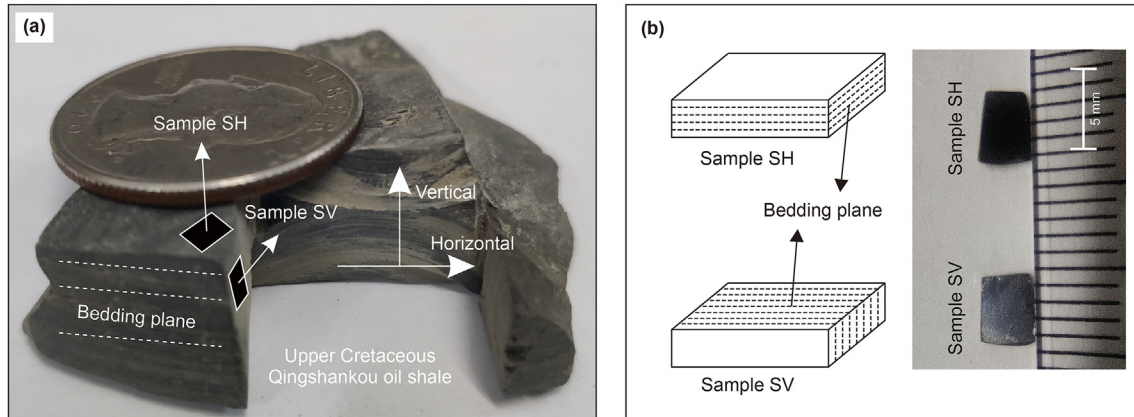 (a)
Sample SH
Sample SV
Vertical
Horizontal
Bedding plane
Upper Cretaceous
Qingshankou oil shale
(b)
Sample SH
Bedding plane
Sample SV
Sample SH
5 mm
Sample SV